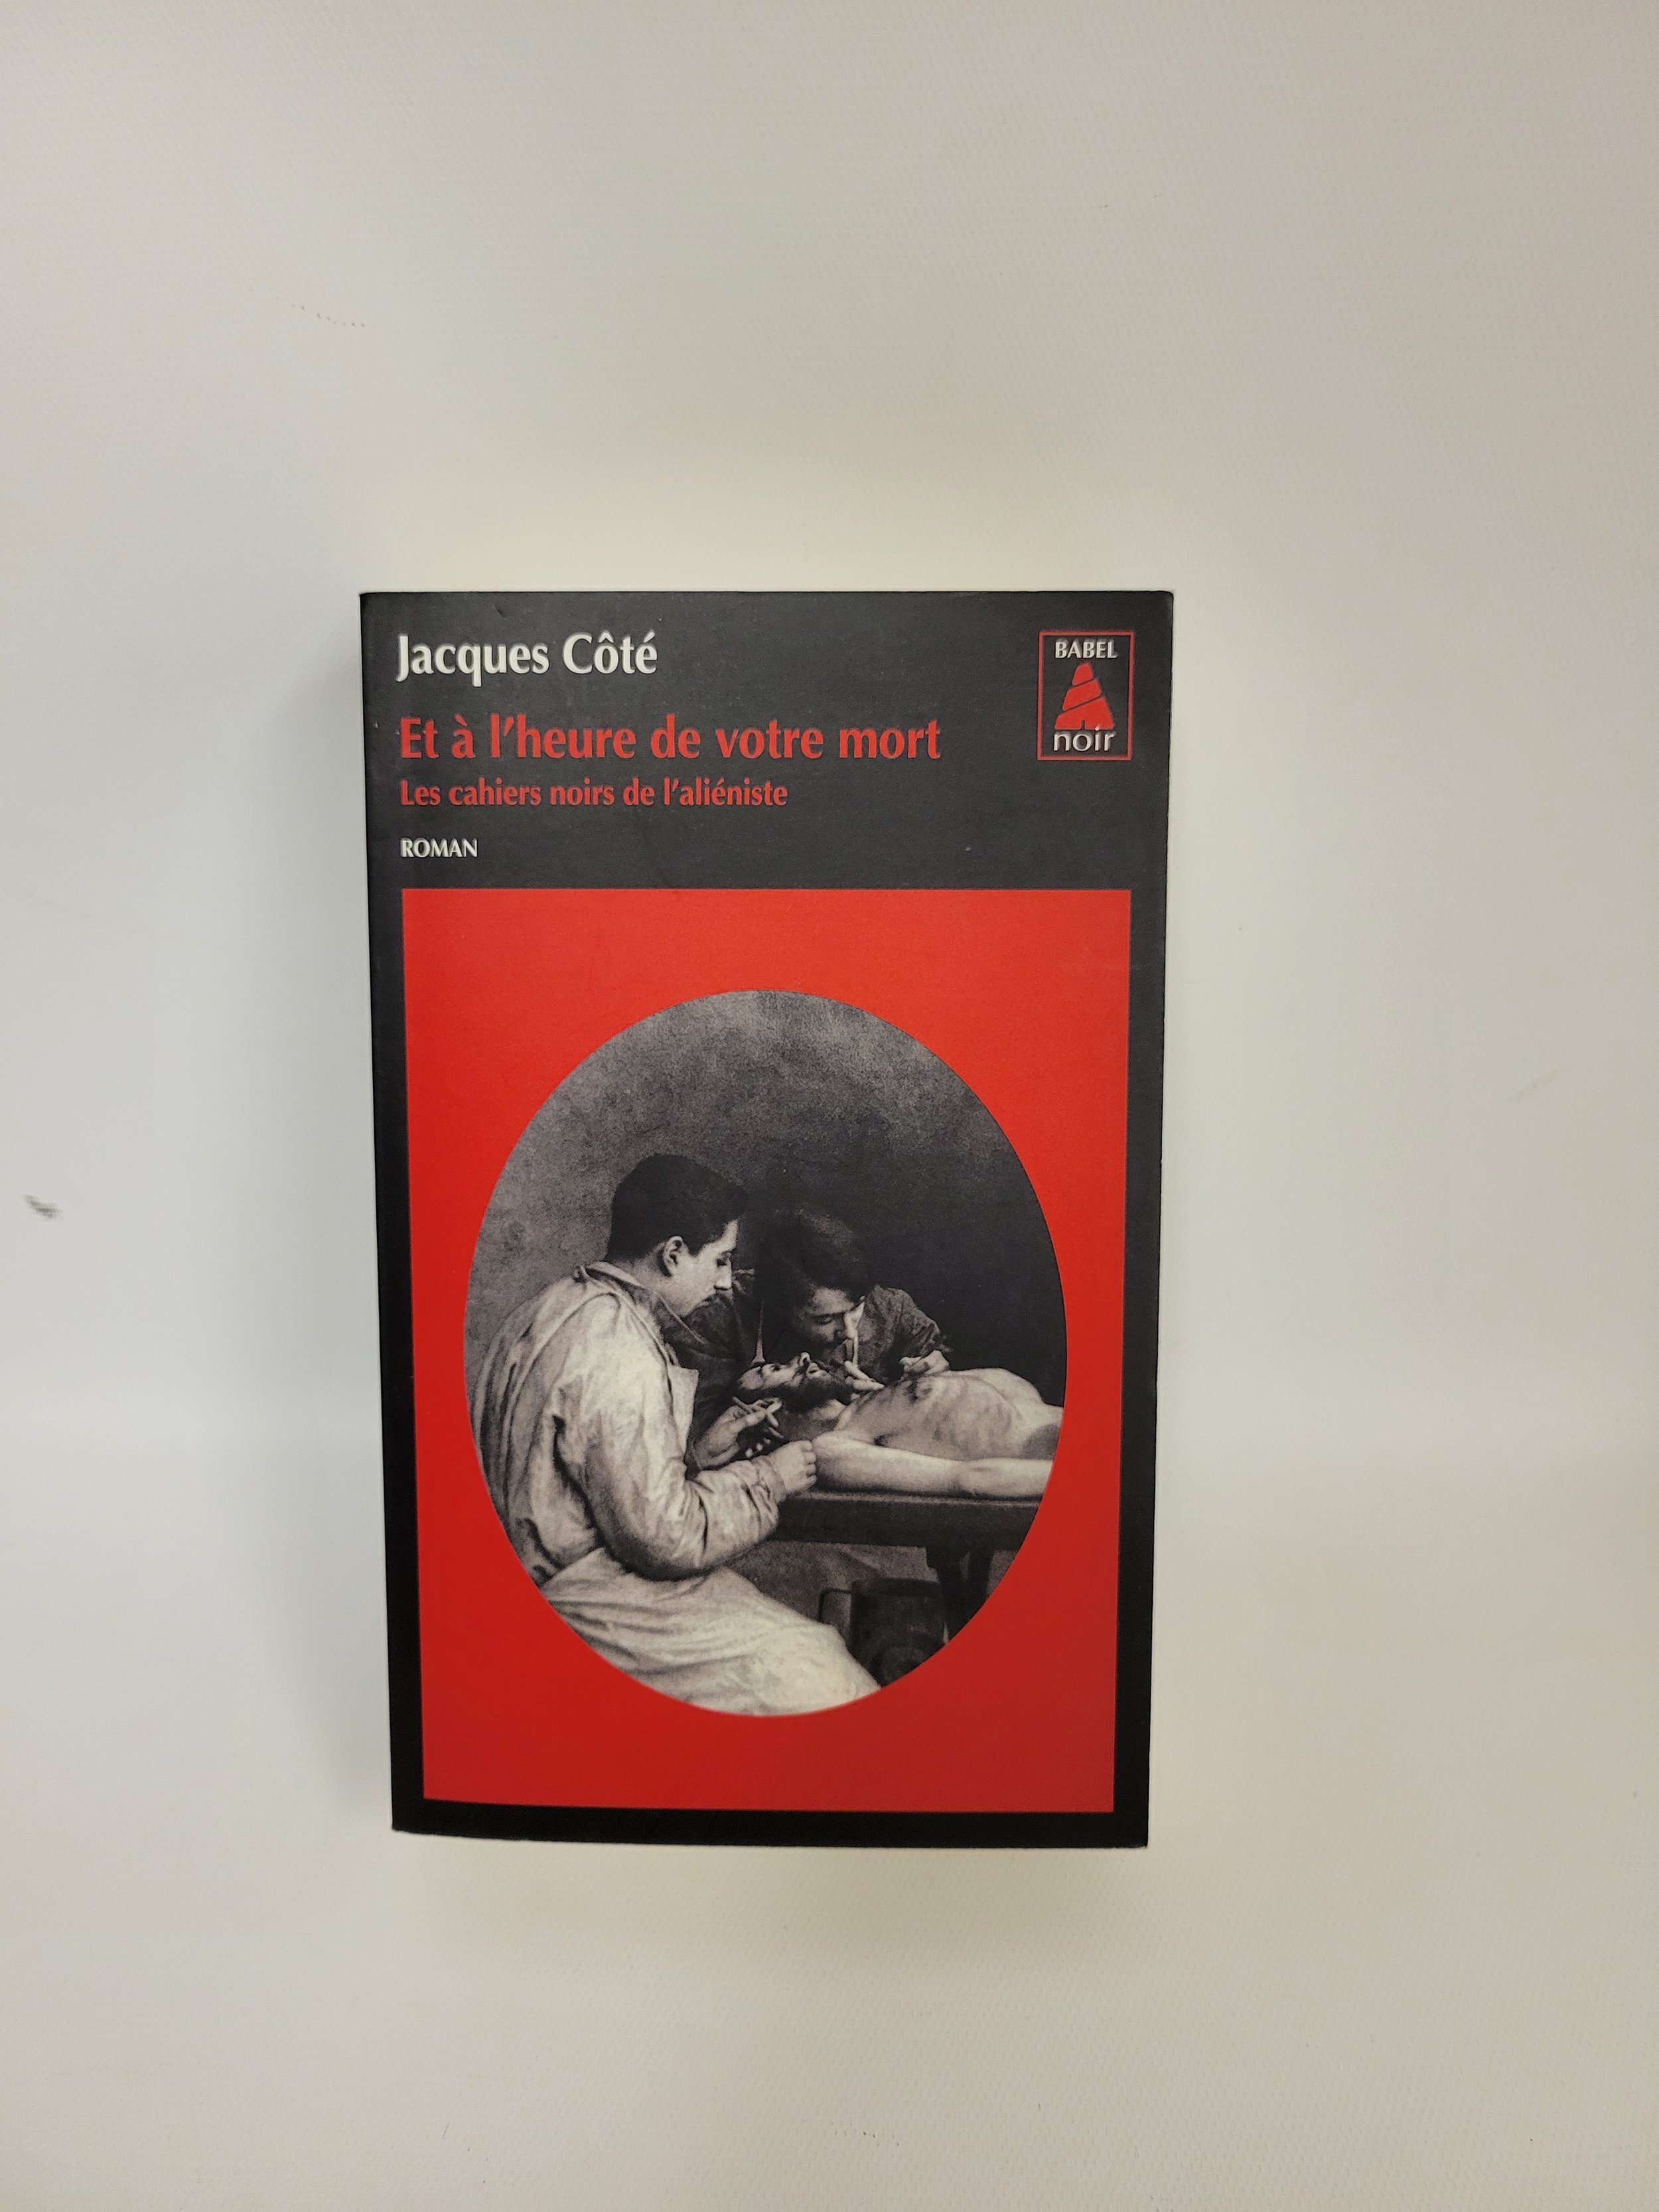 Jacques Côté
Et à l'heure de votre mort
Les cahiers noirs de l'aliéniste
ROMAN
BABEL
noir